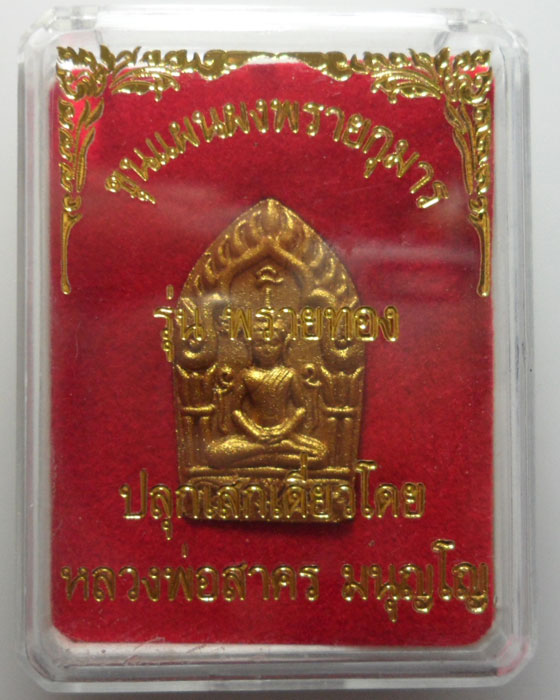 ขุนแผนผงพรายกุมาร
รุ่น พรายทอง
ปลุกเสกเดี่ยวโดย
หลวงพ่อสาคร มนุญโญ